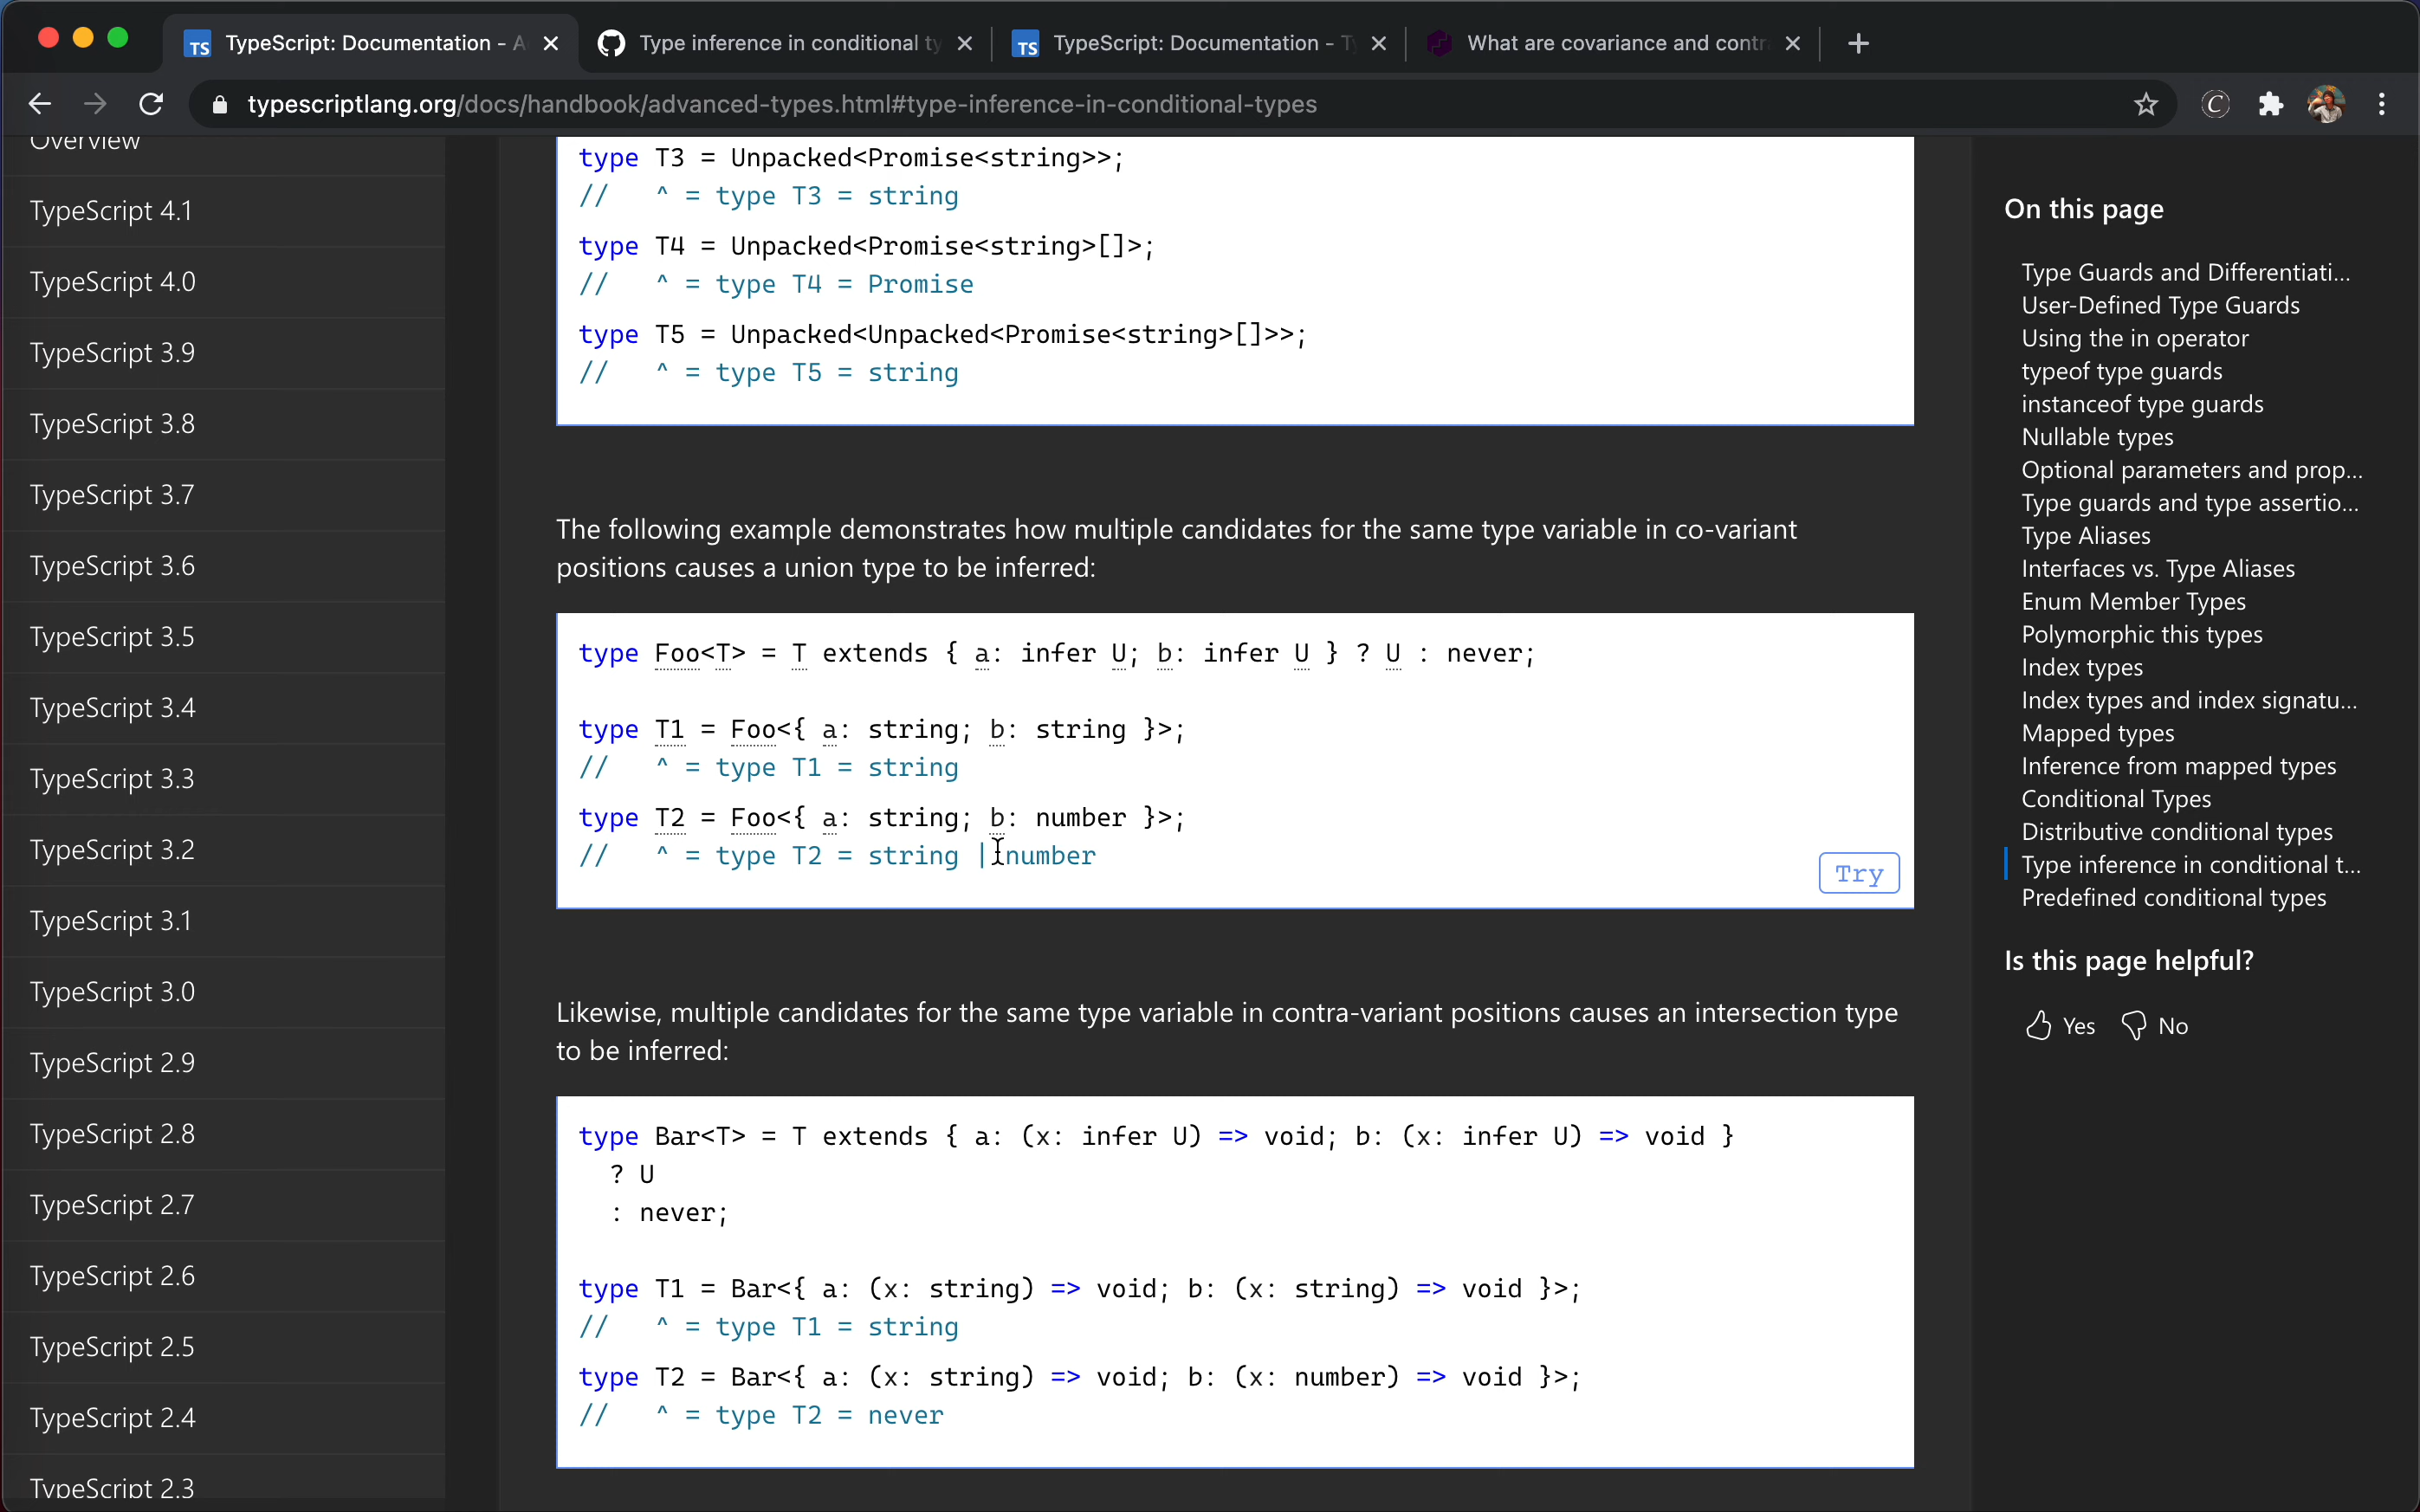 TypeScript: Documentation - A
Type inference in conditional ty
TypeScript: Documentation - Ty
What are covariance and contr
typescriptlang.org/docs/handbook/advanced-types.html#type-inference-in-conditional-types
Overview
TypeScript 4.1
TypeScript 4.0
TypeScript 3.9
TypeScript 3.8
TypeScript 3.7
TypeScript 3.6
TypeScript 3.5
TypeScript 3.4
TypeScript 3.3
TypeScript 3.2
TypeScript 3.1
TypeScript 3.0
TypeScript 2.9
TypeScript 2.8
TypeScript 2.7
TypeScript 2.6
TypeScript 2.5
TypeScript 2.4
TypeScript 2.3
type T3 = Unpacked<Promise<string>>;
//   ^ = type T3 = string
type T4 = Unpacked<Promise<string>[]>;
//   ^ = type T4 = Promise
type T5 = Unpacked<Unpacked<Promise<string>[]>>;
//   ^ = type T5 = string
The following example demonstrates how multiple candidates for the same type variable in co-variant
positions causes a union type to be inferred:
type Foo<T> = T extends { a: infer U; b: infer U } ? U : never;
type T1 = Foo<{ a: string; b: string }>;
//   ^ = type T1 = string
type T2 = Foo<{ a: string; b: number }>;
//   ^ = type T2 = string | number
Try
Likewise, multiple candidates for the same type variable in contra-variant positions causes an intersection type
to be inferred:
type Bar<T> = T extends { a: (x: infer U) => void; b: (x: infer U) => void }
  ? U
  : never;
type T1 = Bar<{ a: (x: string) => void; b: (x: string) => void }>;
//   ^ = type T1 = string
type T2 = Bar<{ a: (x: string) => void; b: (x: number) => void }>;
//   ^ = type T2 = never
On this page
Type Guards and Differentiati...
User-Defined Type Guards
Using the in operator
typeof type guards
instanceof type guards
Nullable types
Optional parameters and prop...
Type guards and type assertio...
Type Aliases
Interfaces vs. Type Aliases
Enum Member Types
Polymorphic this types
Index types
Index types and index signatu...
Mapped types
Inference from mapped types
Conditional Types
Distributive conditional types
Type inference in conditional t...
Predefined conditional types
Is this page helpful?
Yes
No